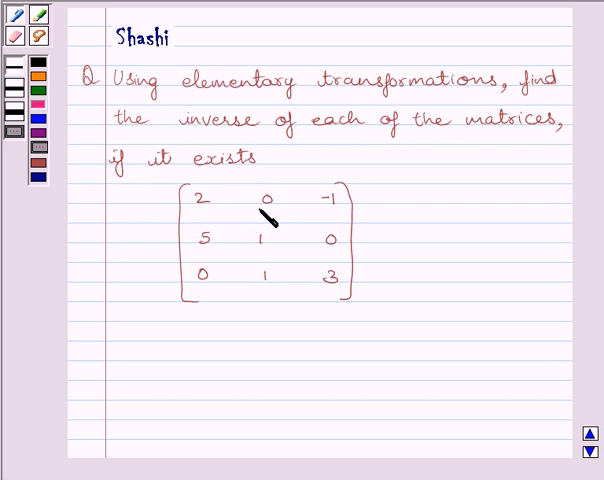 Shashi
Q Using elementary transformations, find
the inverse of each of the matrices,
if it exists
2 0 -1
5 1 0
0 1 3